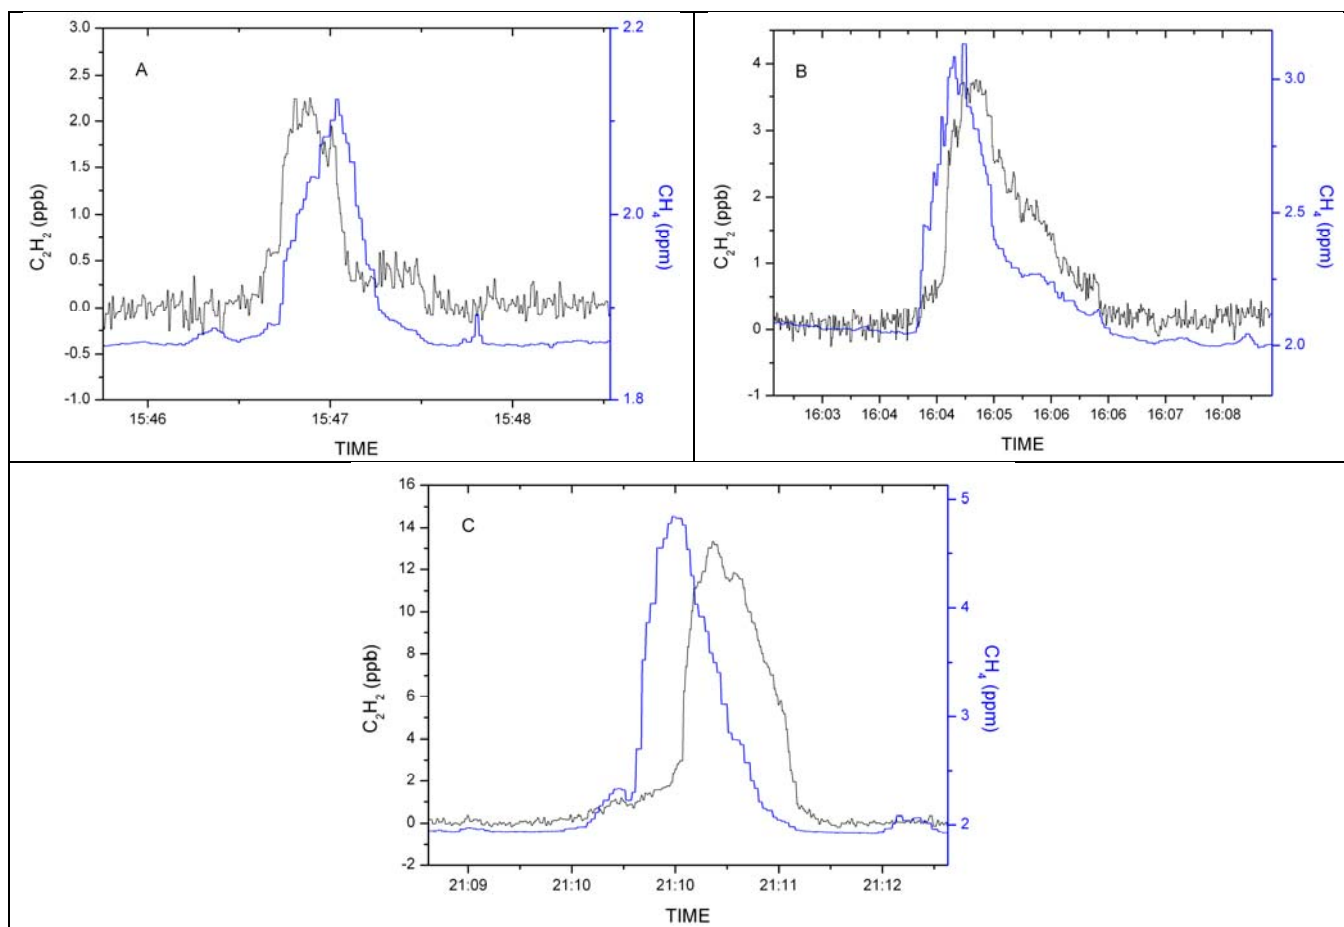 A
3.0
2.5
2.0
1.5
1.0
0.5
0.0
-0.5
-1.0
C₂H₂ (ppb)
2.2
2.0
1.8
CH₄ (ppm)
15:46 15:47 15:48
TIME
B
4
3
2
1
0
-1
C₂H₂ (ppb)
3.0
2.5
2.0
CH₄ (ppm)
16:03 16:04 16:04 16:05 16:06 16:06 16:07 16:08
TIME
C
16
14
12
10
8
6
4
2
0
-2
C₂H₂ (ppb)
5
4
3
2
CH₄ (ppm)
21:09 21:10 21:10 21:11 21:12
TIME